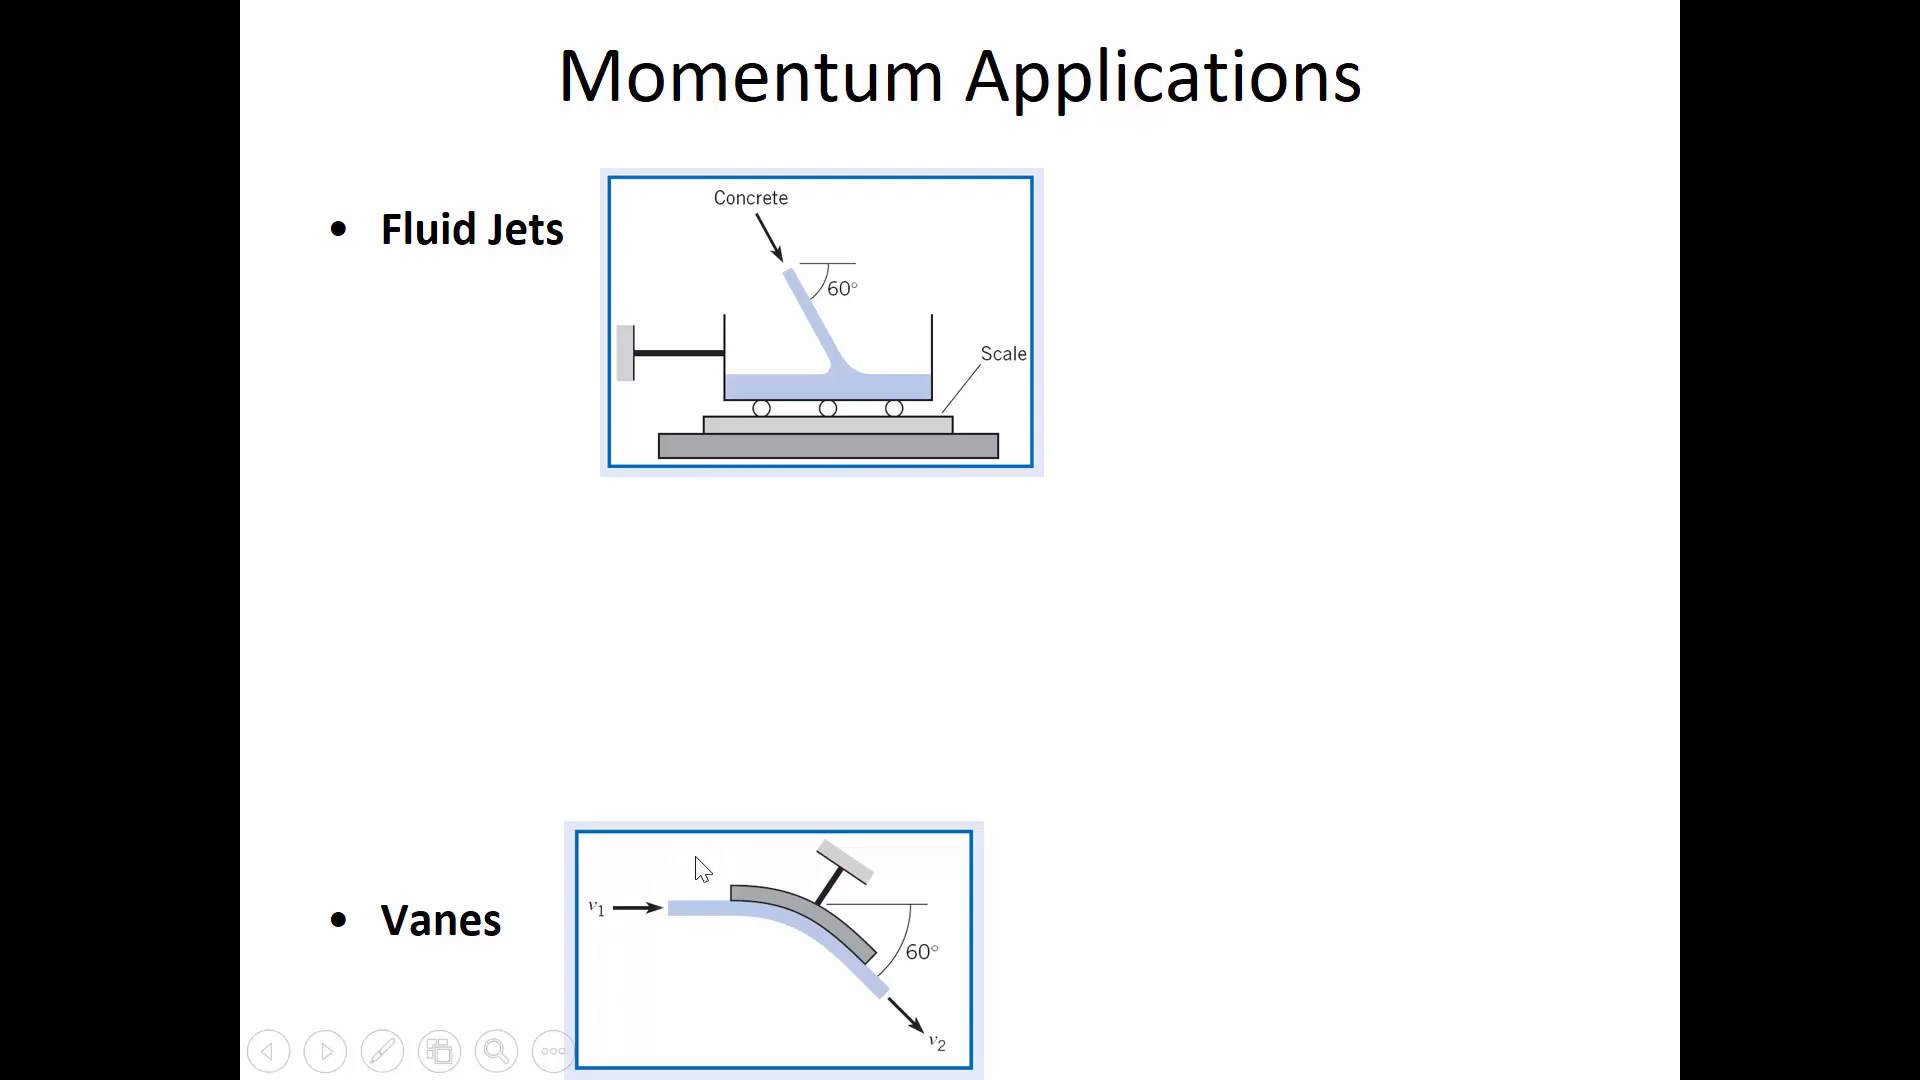 Momentum Applications
• Fluid Jets
Concrete
60°
Scale
• Vanes
v1
60°
v2